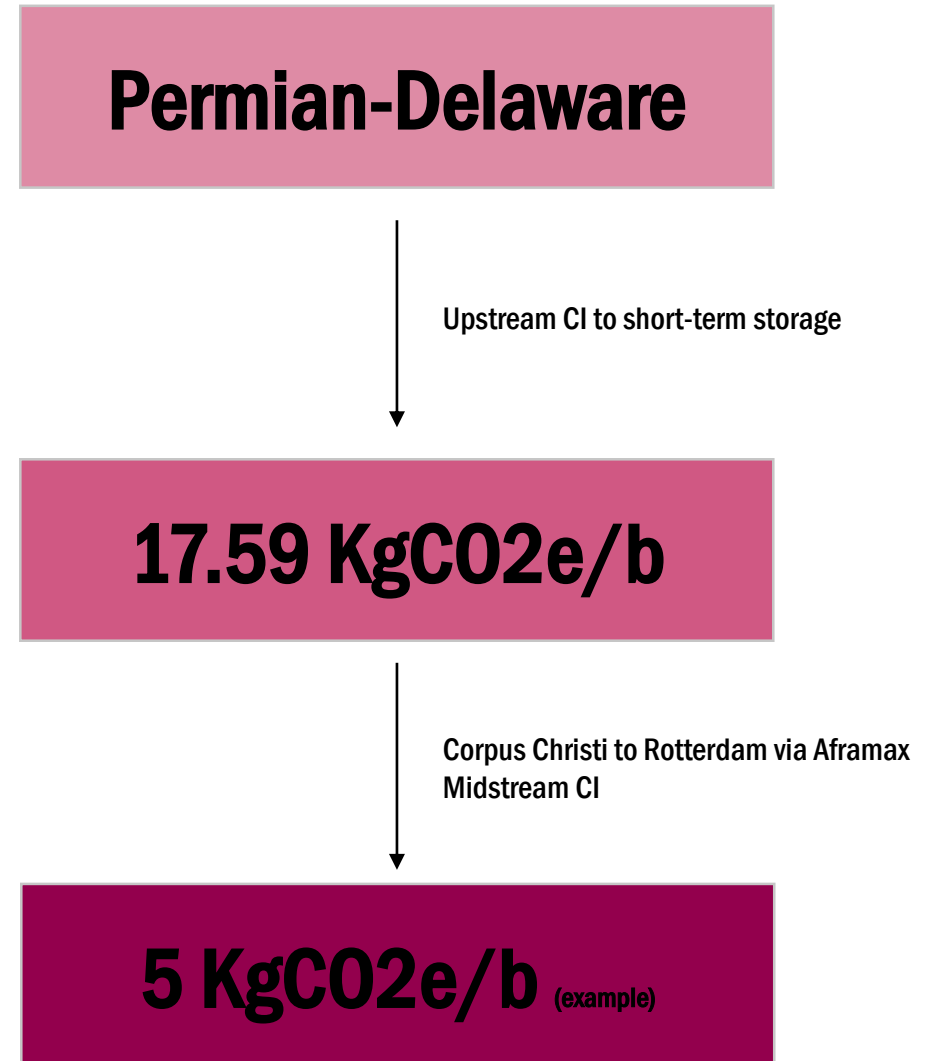 Permian-Delaware
Upstream CI to short-term storage
17.59 KgCO2e/b
Corpus Christi to Rotterdam via Aframax
Midstream CI
5 KgCO2e/b (example)